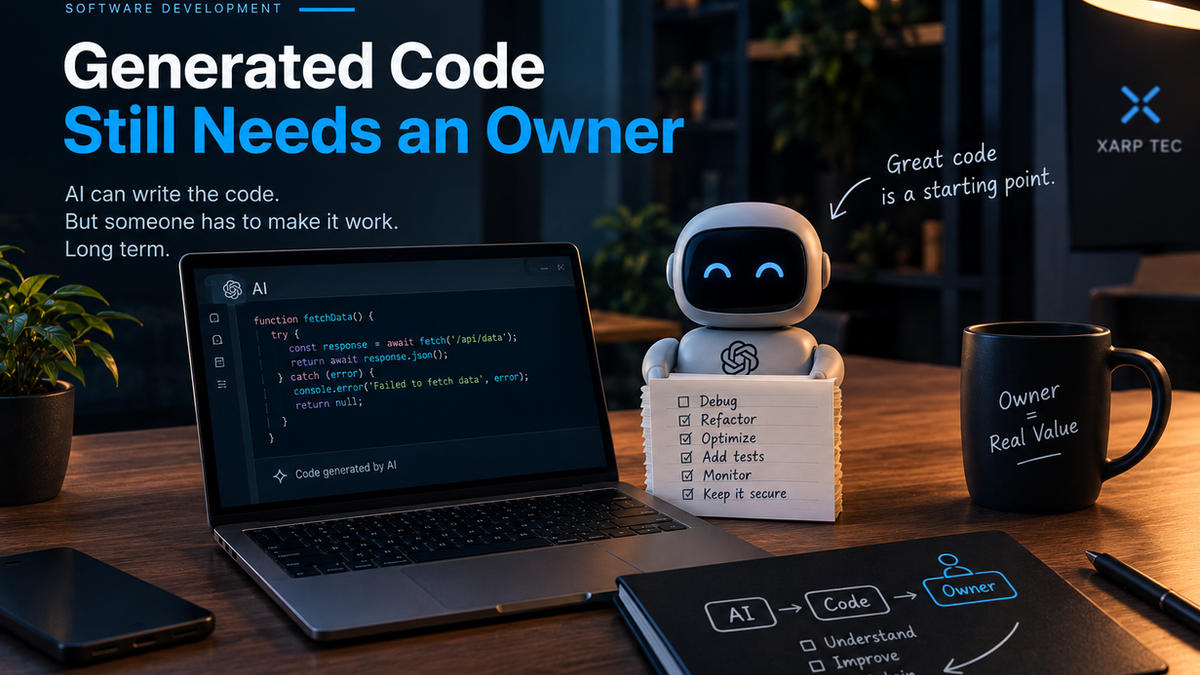 SOFTWARE DEVELOPMENT
Generated Code
Still Needs an Owner
AI can write the code.
But someone has to make it work.
Long term.
Great code
is a starting point.
XARP TEC
AI
function fetchData() {
try {
const response = await fetch('/api/data');
return await response.json();
} catch (error) {
console.error('Failed to fetch data', error);
return null;
}
}
Code generated by AI
Debug
Refactor
Optimize
Add tests
Monitor
Keep it secure
Owner
=
Real Value
AI
Code
Owner
Understand
Improve